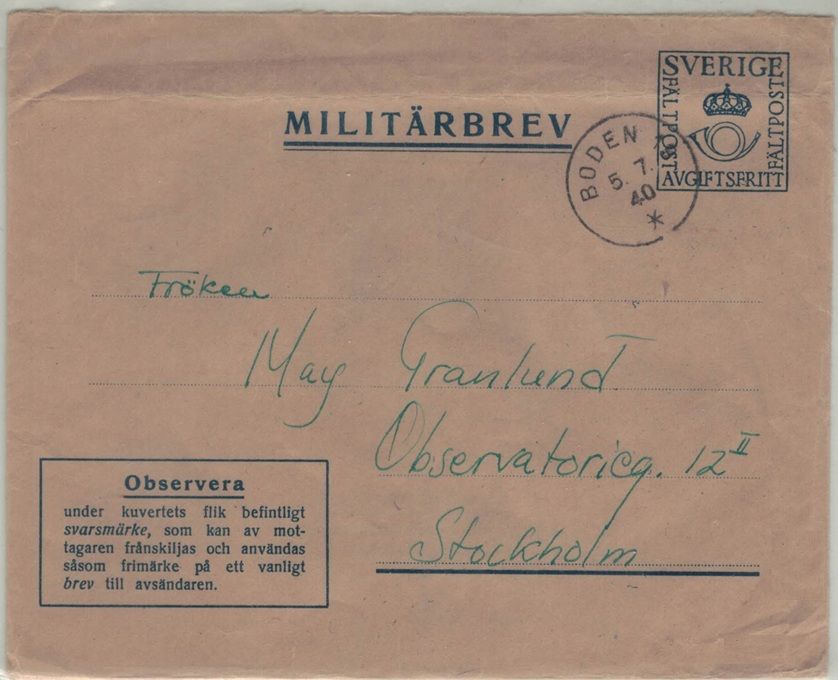 SVERIGE
FÄLTPOST
FÄLTPOST
AVGIFTSFRITT
MILITÄRBREV
BODEN
5. 7.
40
*
Fröken
May Granlund
Observatorieg. 12 II
Stockholm
Observera
under kuvertets flik befintligt
svarsmärke, som kan av mot-
tagaren frånskiljas och användas
såsom frimärke på ett vanligt
brev till avsändaren.